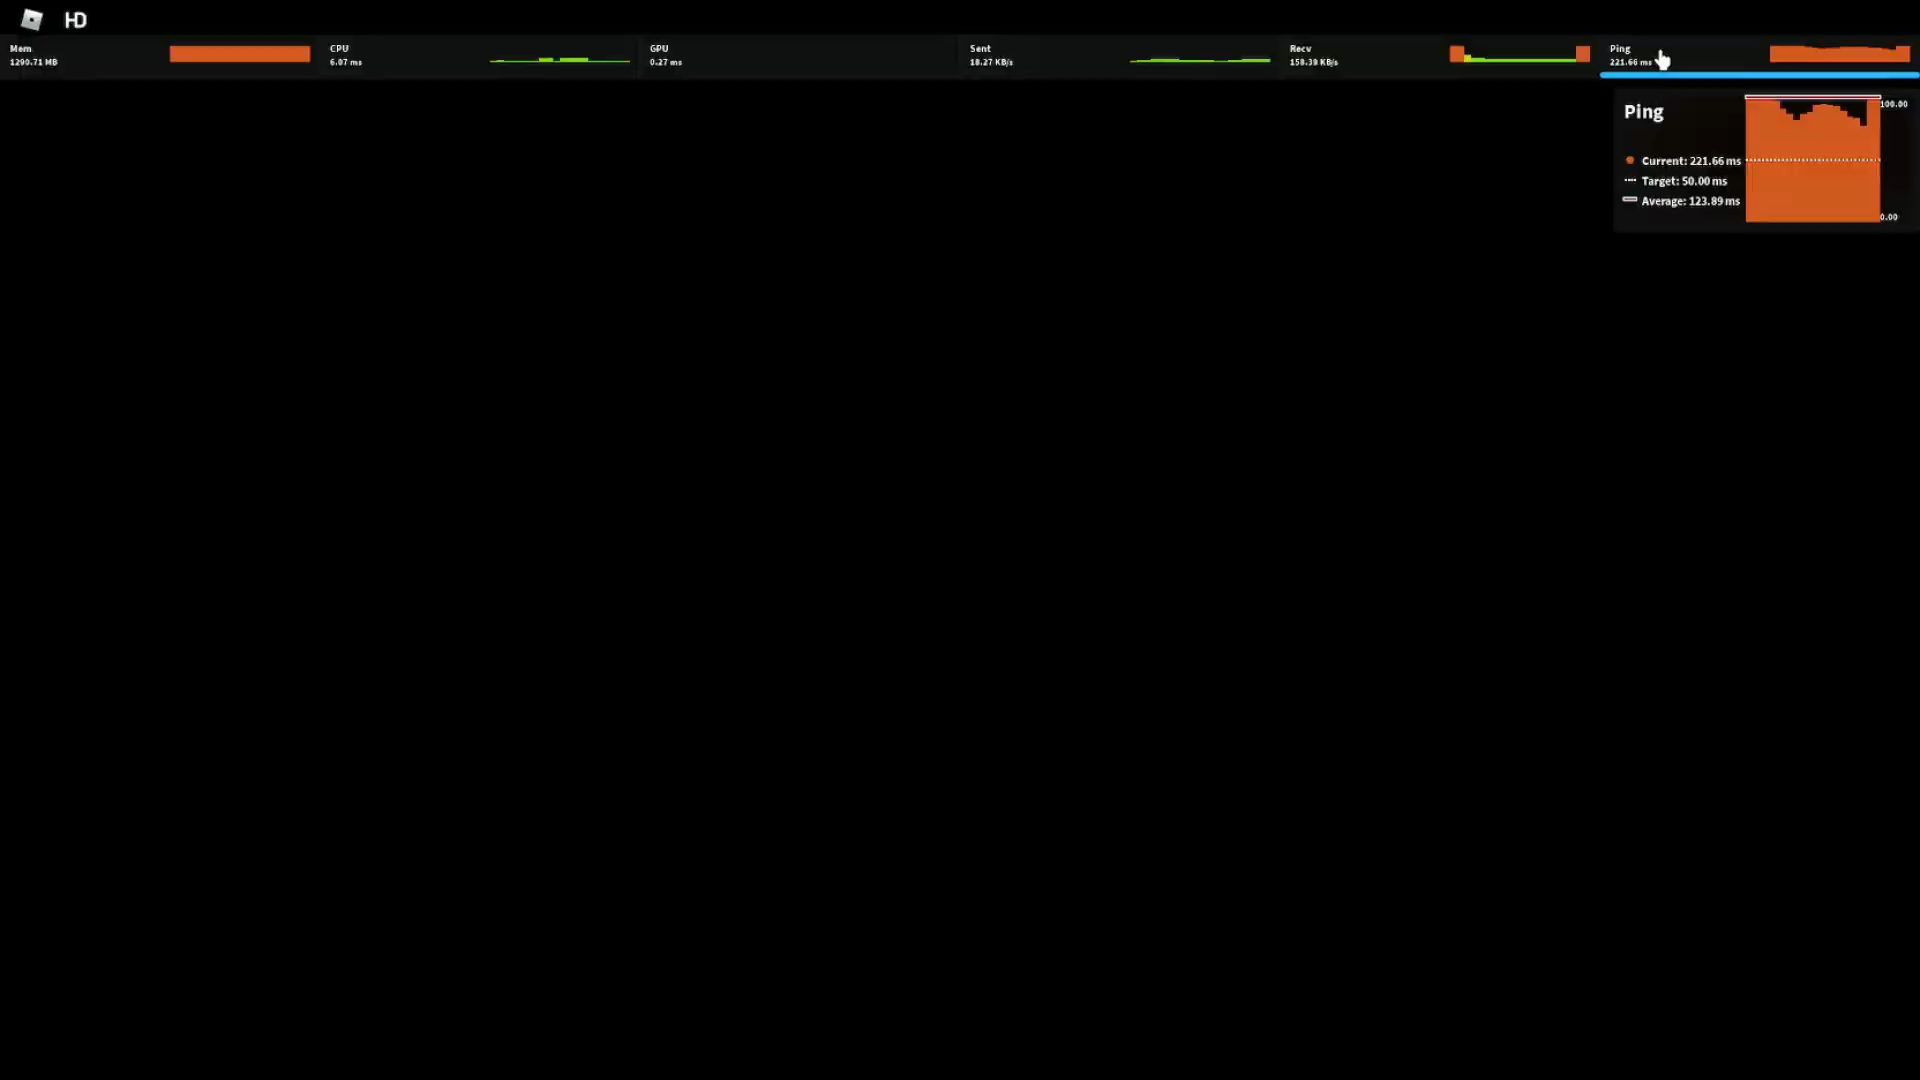 HD
Mem
1290.71 MB
CPU
6.07 ms
GPU
0.27 ms
Sent
18.27 KB/s
Recv
158.38 KB/s
Ping
221.66 ms
Ping
100.00
Current: 221.66 ms
Target: 50.00 ms
Average: 123.89 ms
0.00